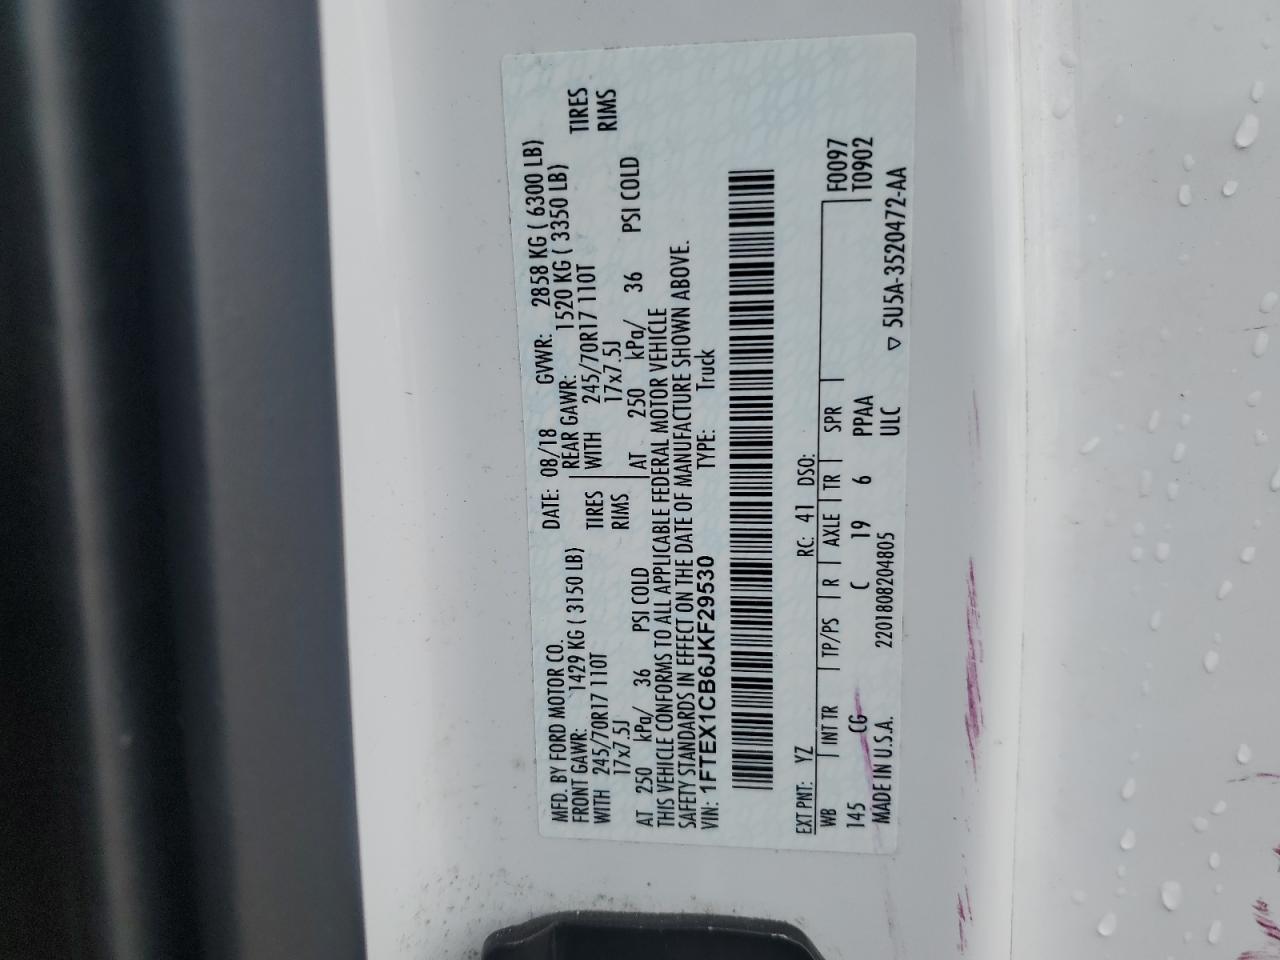 MFD. BY FORD MOTOR CO. DATE: 08/18 GVWR: 2858 KG ( 6300 LB)
FRONT GAWR: 1429 KG ( 3150 LB) REAR GAWR: 1520 KG ( 3350 LB)
WITH 245/70R17 110T TIRES WITH 245/70R17 110T TIRES
17x7.5J RIMS 17x7.5J RIMS
AT 250 kPa/ 36 PSI COLD AT 250 kPa/ 36 PSI COLD
THIS VEHICLE CONFORMS TO ALL APPLICABLE FEDERAL MOTOR VEHICLE
SAFETY STANDARDS IN EFFECT ON THE DATE OF MANUFACTURE SHOWN ABOVE.
VIN: 1FTEX1CB6JKF29530 TYPE: Truck
EXT PNT: YZ RC: 41 DSO:
WB INT TR TP/PS R AXLE TR SPR F0097
145 CG C 19 6 PPAA T0902
MADE IN U.S.A. 2201808204805 ULC ▽ 5U5A-3520472-AA